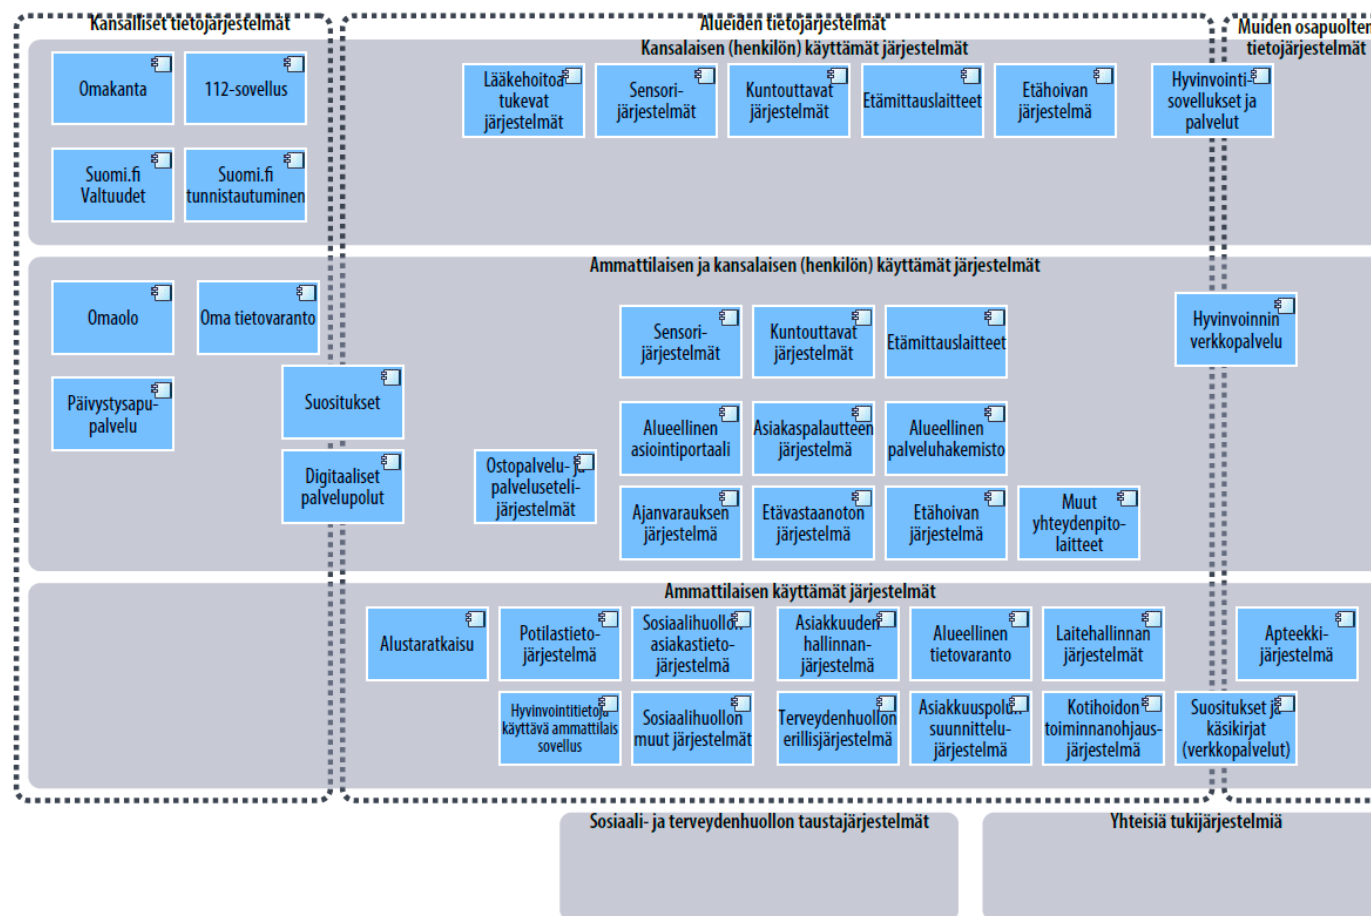 Kansalliset tietojärjestelmät
Alueiden tietojärjestelmät
Muiden osapuolten
tietojärjestelmät
Kansalaisen (henkilön) käyttämät järjestelmät
Omakanta
112-sovellus
Lääkehoitoa
tukevat
järjestelmät
Sensori-
järjestelmät
Kuntouttavat
järjestelmät
Etämittauslaitteet
Etähoivan
järjestelmä
Hyvinvointi-
sovellukset ja
palvelut
Suomi.fi
Valtuudet
Suomi.fi
tunnistautuminen
Ammattilaisen ja kansalaisen (henkilön) käyttämät järjestelmät
Omaolo
Oma tietovaranto
Sensori-
järjestelmät
Kuntouttavat
järjestelmät
Etämittauslaitteet
Hyvinvoinnin
verkkopalvelu
Päivystysapu-
palvelu
Suositukset
Alueellinen
asiointiportaali
Asiakaspalautteen
järjestelmä
Alueellinen
palveluhakemisto
Digitaaliset
palvelupolut
Ostopalvelu- ja
palveluseteli-
järjestelmät
Ajanvarauksen
järjestelmä
Etävastaanoton
järjestelmä
Etähoivan
järjestelmä
Muut
yhteydenpito-
laitteet
Ammattilaisen käyttämät järjestelmät
Alustaratkaisu
Potilastieto-
järjestelmä
Sosiaalihuollon
asiakastieto-
järjestelmä
Asiakkuuden
hallinnan-
järjestelmä
Alueellinen
tietovaranto
Laitehallinnan
järjestelmät
Apteekki-
järjestelmä
Hyvinvointitietoja
käyttävä ammattilais
sovellus
Sosiaalihuollon
muut järjestelmät
Terveydenhuollon
erillisjärjestelmä
Asiakkuuspolun
suunnittelu-
järjestelmä
Kotihoidon
toiminnanohjaus-
järjestelmä
Suositukset ja
käsikirjat
(verkkopalvelut)
Sosiaali- ja terveydenhuollon taustajärjestelmät
Yhteisiä tukijärjestelmiä